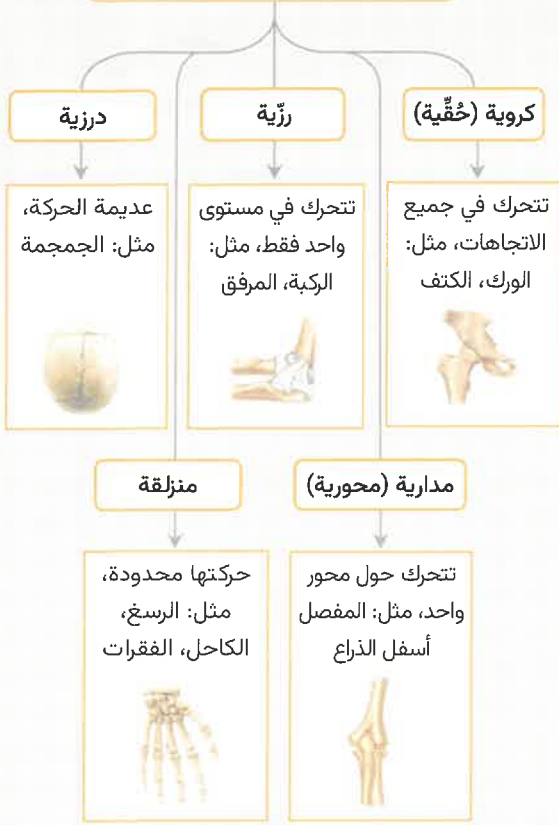 كروية (حُقِّية)
تتحرك في جميع
الاتجاهات، مثل:
الورك، الكتف
رزّية
تتحرك في مستوى
واحد فقط، مثل:
الركبة، المرفق
درزية
عديمة الحركة،
مثل: الجمجمة
مدارية (محورية)
تتحرك حول محور
واحد، مثل: المفصل
أسفل الذراع
منزلقة
حركتها محدودة،
مثل: الرسغ،
الكاحل، الفقرات